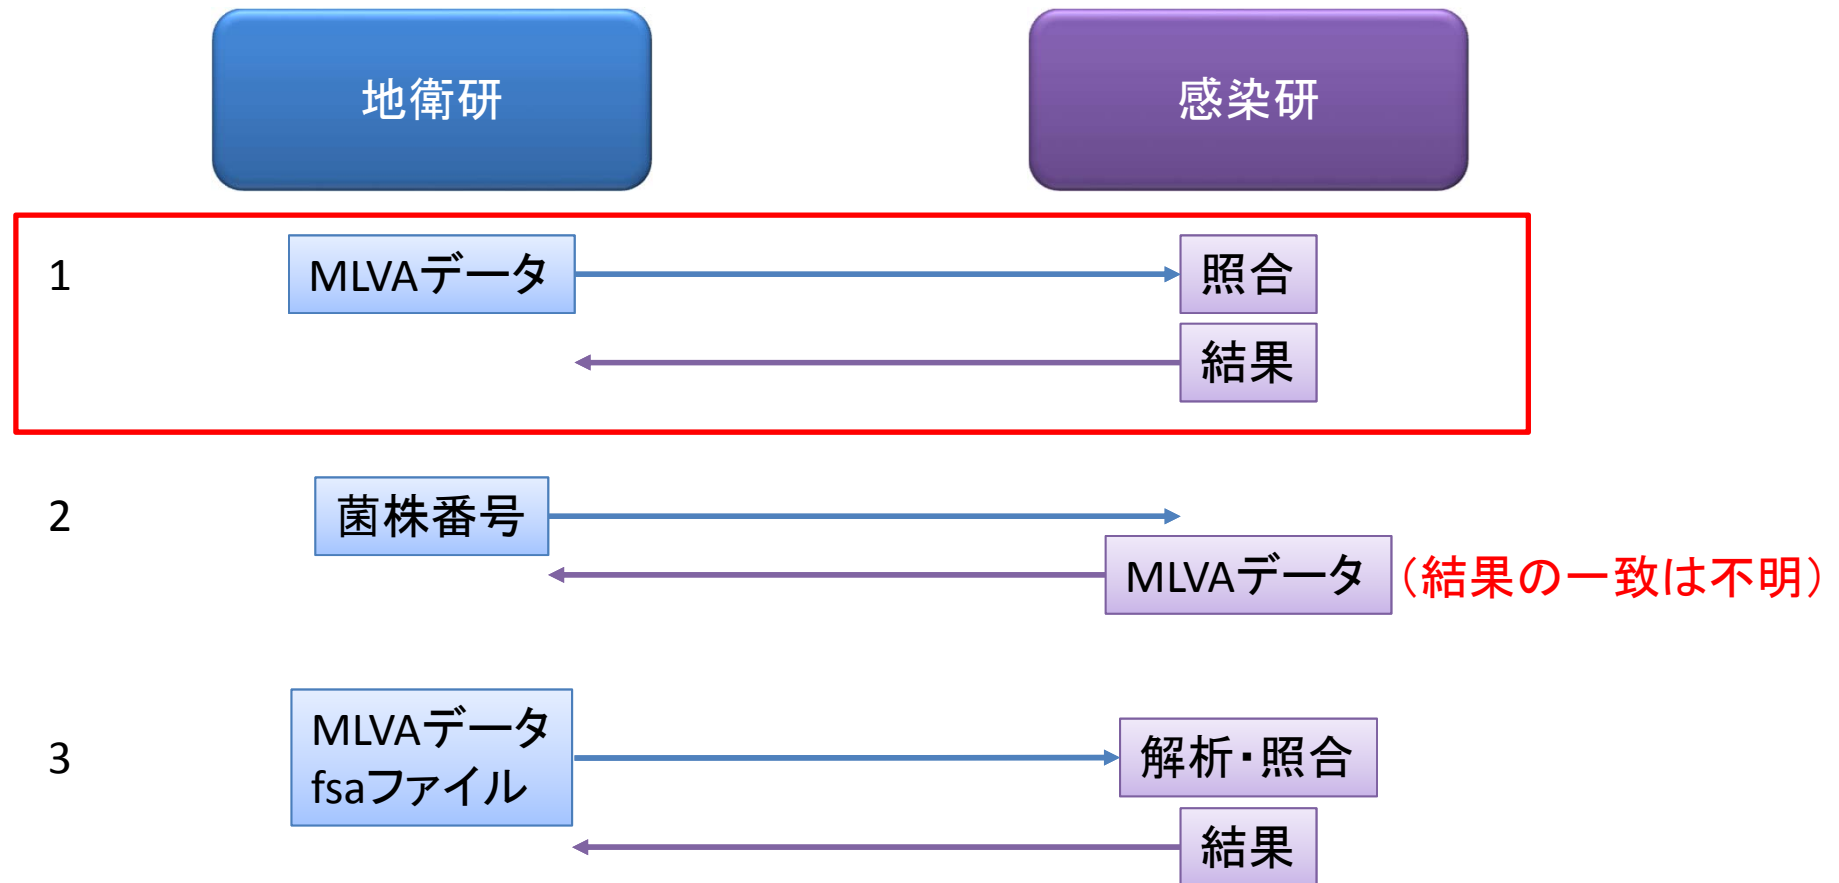 地衛研
感染研
1
MLVAデータ
照合
結果
2
菌株番号
MLVAデータ
（結果の一致は不明）
3
MLVAデータ
fsaファイル
解析・照合
結果